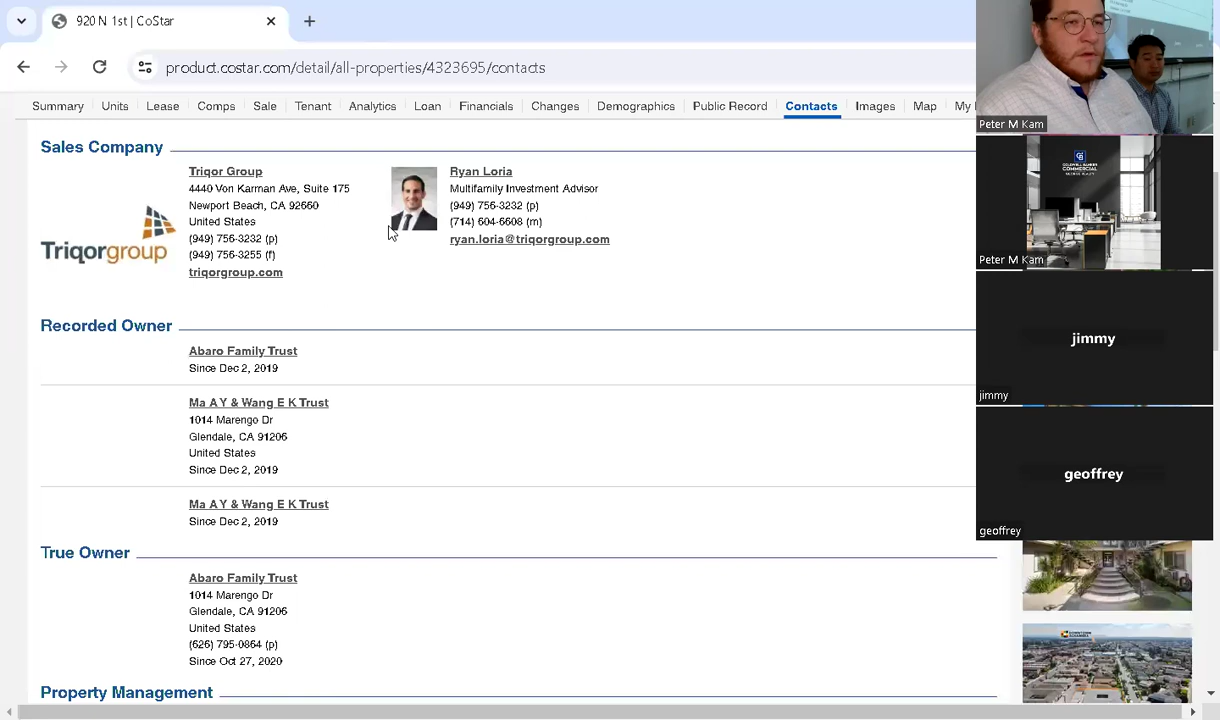 920 N 1st | CoStar
product.costar.com/detail/all-properties/4323695/contacts
Summary Units Lease Comps Sale Tenant Analytics Loan Financials Changes Demographics Public Record Contacts Images Map My
Sales Company
Triqor Group
4440 Von Karman Ave, Suite 175
Newport Beach, CA 92660
United States
(949) 756-3232 (p)
(949) 756-3255 (f)
triqorgroup.com
Triqorgroup
Ryan Loria
Multifamily Investment Advisor
(949) 756-3232 (p)
(714) 604-6608 (m)
ryan.loria@triqorgroup.com
Recorded Owner
Abaro Family Trust
Since Dec 2, 2019
Ma A Y & Wang E K Trust
1014 Marengo Dr
Glendale, CA 91206
United States
Since Dec 2, 2019
Ma A Y & Wang E K Trust
Since Dec 2, 2019
True Owner
Abaro Family Trust
1014 Marengo Dr
Glendale, CA 91206
United States
(626) 795-0864 (p)
Since Oct 27, 2020
Property Management
Peter M Kam
COLDWELL BANKER
COMMERCIAL
Peter M Kam
jimmy
jimmy
geoffrey
geoffrey